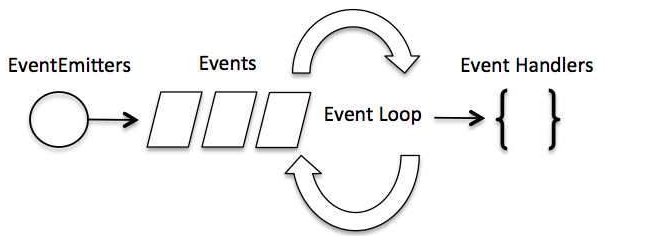 EventEmitters
Events
Event Handlers
Event Loop
{ }